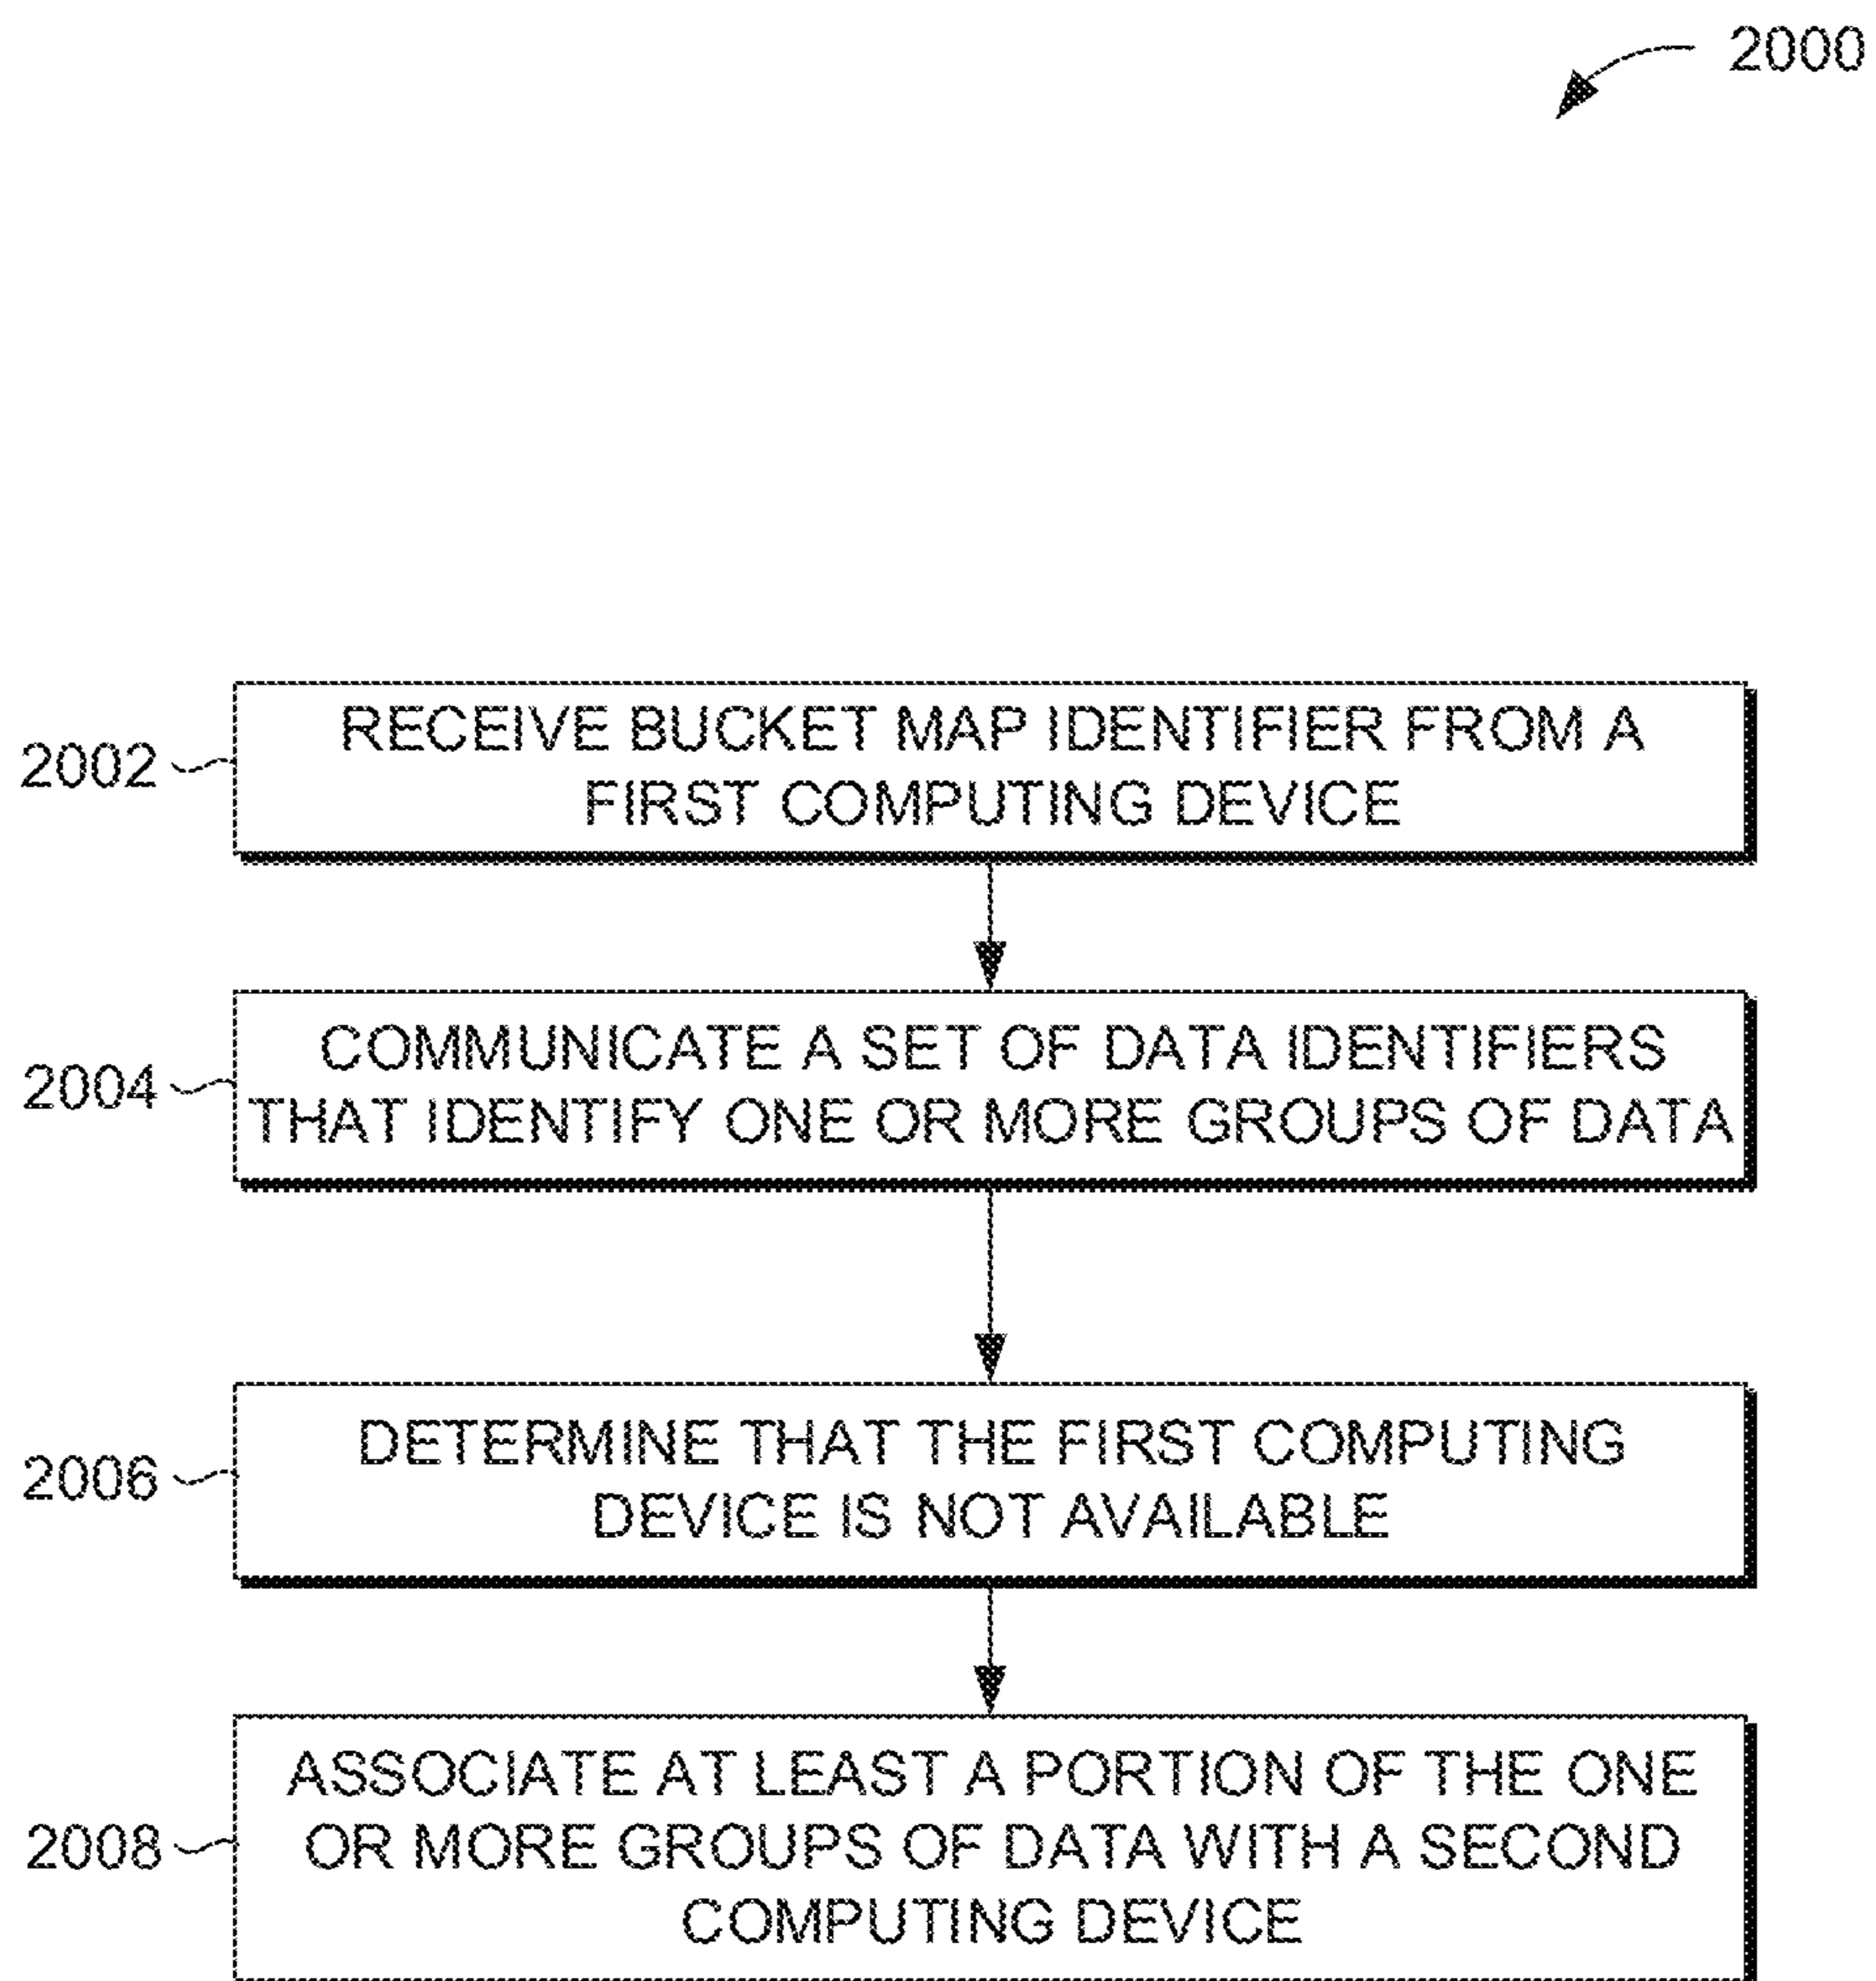 2000
RECEIVE BUCKET MAP IDENTIFIER FROM A
FIRST COMPUTING DEVICE
2002
COMMUNICATE A SET OF DATA IDENTIFIERS
THAT IDENTIFY ONE OR MORE GROUPS OF DATA
2004
DETERMINE THAT THE FIRST COMPUTING
DEVICE IS NOT AVAILABLE
2006
ASSOCIATE AT LEAST A PORTION OF THE ONE
OR MORE GROUPS OF DATA WITH A SECOND
COMPUTING DEVICE
2008